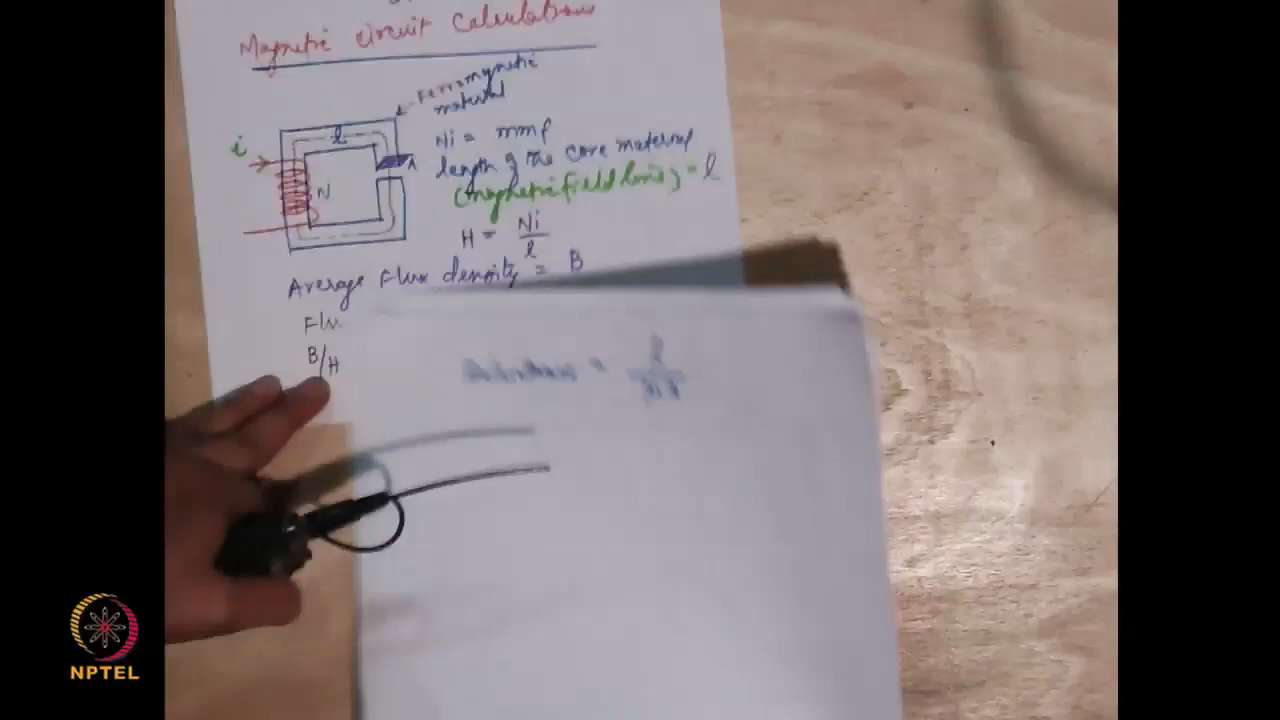 Magnetic circuit Calculations
Ferromagnetic
material
i
l
A
N
Ni = mmf
length of the core material
(magnetic field lines) = l
H = Ni / l
Average Flux density = B
Flu
B/H
NPTEL